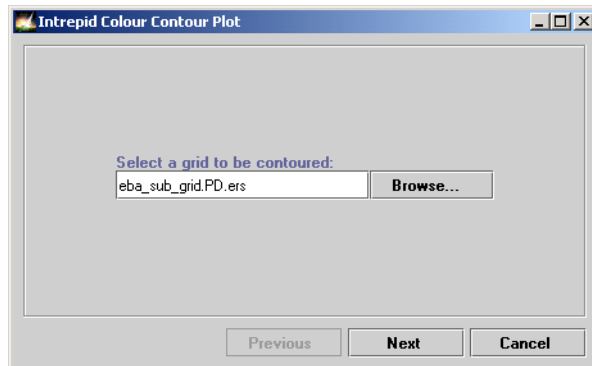 Intrepid Colour Contour Plot
Select a grid to be contoured:
eba_sub_grid.PD.ers Browse...
Previous Next Cancel